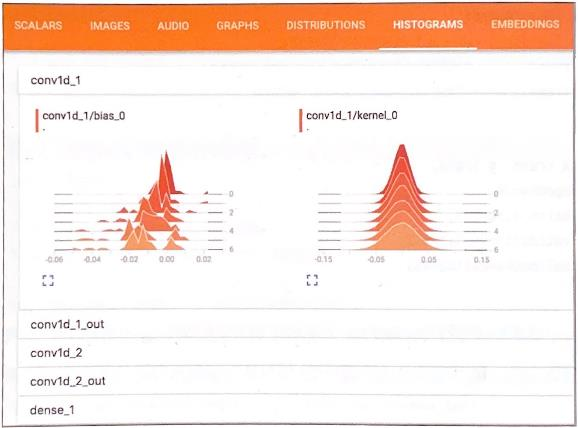 SCALARS IMAGES AUDIO GRAPHS DISTRIBUTIONS HISTOGRAMS EMBEDDINGS
conv1d_1
conv1d_1/bias_0
0
2
4
6
-0.06 -0.04 -0.02 0.00 0.02
conv1d_1/kernel_0
0
2
4
6
-0.15 -0.05 0.05 0.15
conv1d_1_out
conv1d_2
conv1d_2_out
dense_1